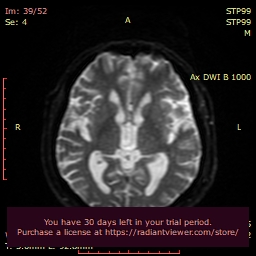 Im: 39/52
Se: 4
A
STP99
STP99
M
Ax DWI B 1000
R
L
You have 30 days left in your trial period.
Purchase a license at https://radiantviewer.com/store/